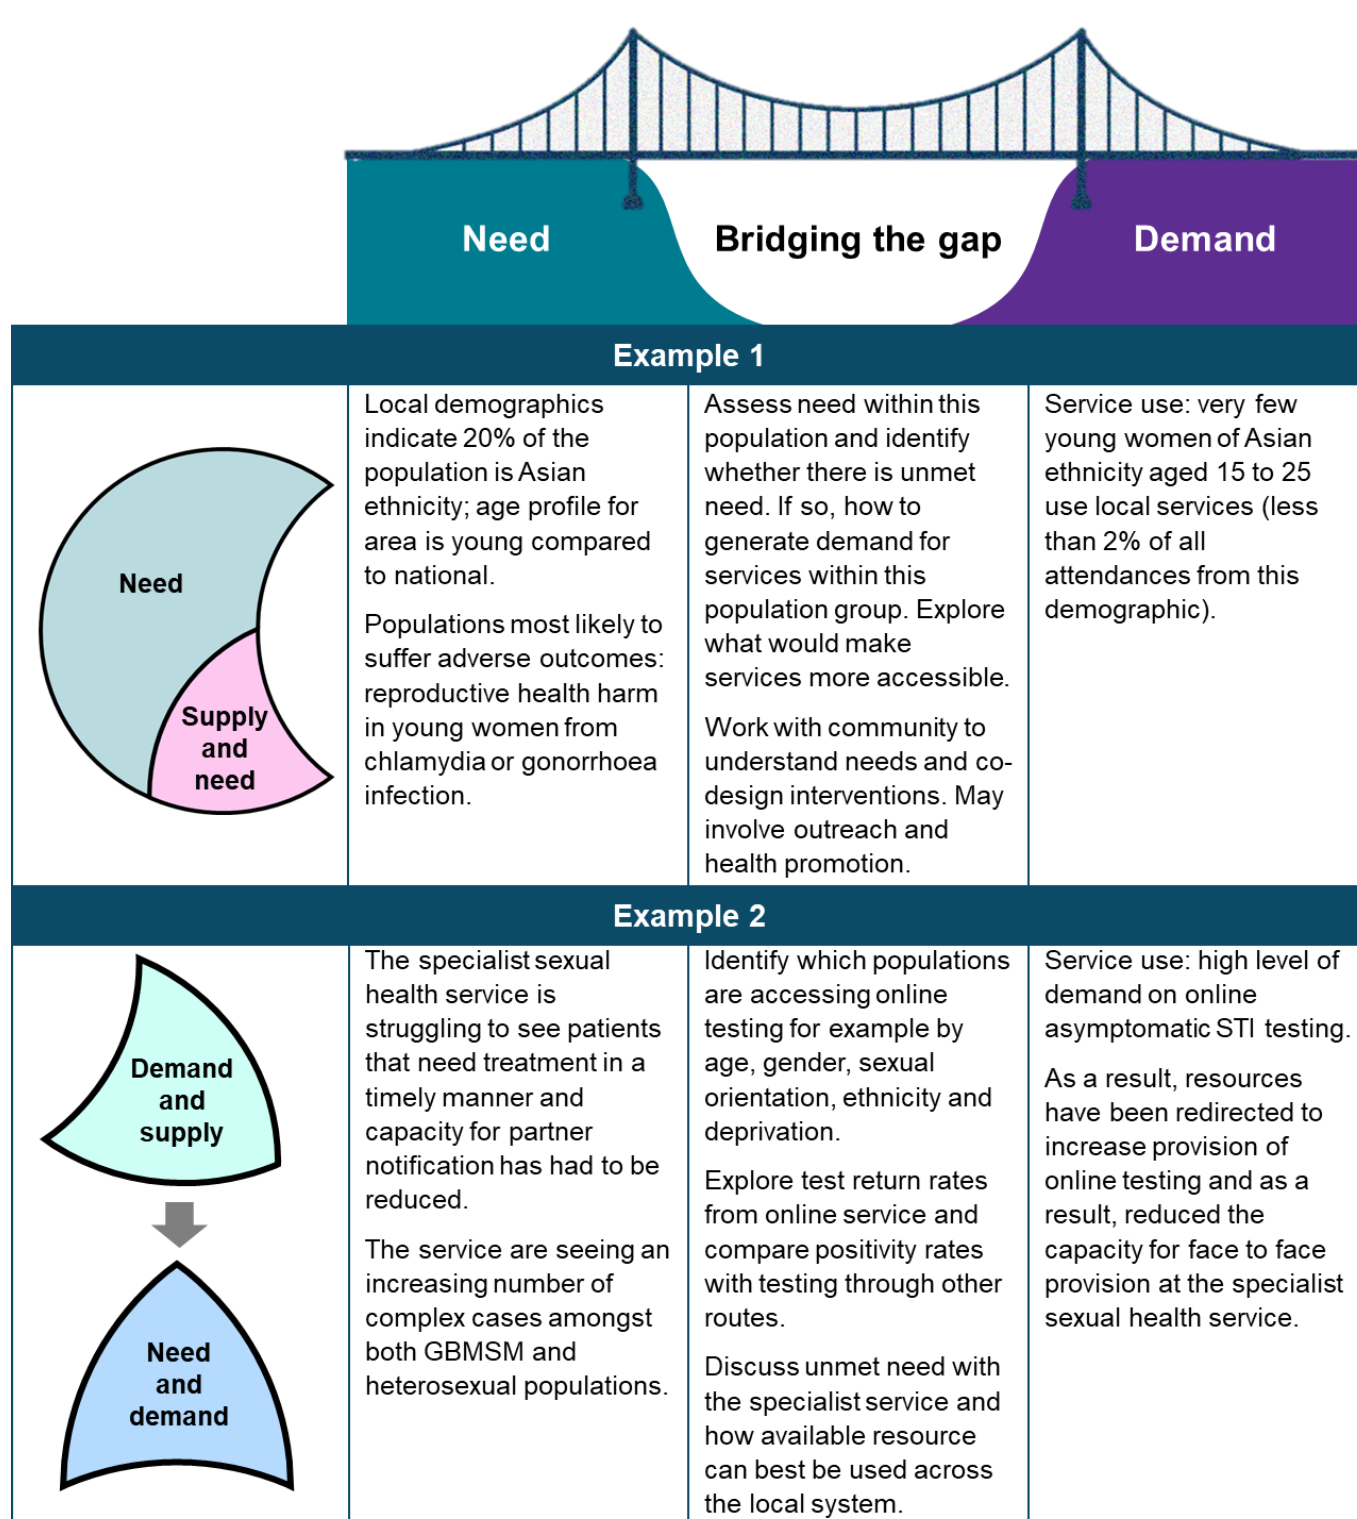 Need
Bridging the gap
Demand
Example 1
Need
Supply
and
need
Local demographics
indicate 20% of the
population is Asian
ethnicity; age profile for
area is young compared
to national.
Populations most likely to
suffer adverse outcomes:
reproductive health harm
in young women from
chlamydia or gonorrhoea
infection.
Assess need within this
population and identify
whether there is unmet
need. If so, how to
generate demand for
services within this
population group. Explore
what would make
services more accessible.
Work with community to
understand needs and co-
design interventions. May
involve outreach and
health promotion.
Service use: very few
young women of Asian
ethnicity aged 15 to 25
use local services (less
than 2% of all
attendances from this
demographic).
Example 2
Demand
and
supply
Need
and
demand
The specialist sexual
health service is
struggling to see patients
that need treatment in a
timely manner and
capacity for partner
notification has had to be
reduced.
The service are seeing an
increasing number of
complex cases amongst
both GBMSM and
heterosexual populations.
Identify which populations
are accessing online
testing for example by
age, gender, sexual
orientation, ethnicity and
deprivation.
Explore test return rates
from online service and
compare positivity rates
with testing through other
routes.
Discuss unmet need with
the specialist service and
how available resource
can best be used across
the local system.
Service use: high level of
demand on online
asymptomatic STI testing.
As a result, resources
have been redirected to
increase provision of
online testing and as a
result, reduced the
capacity for face to face
provision at the specialist
sexual health service.